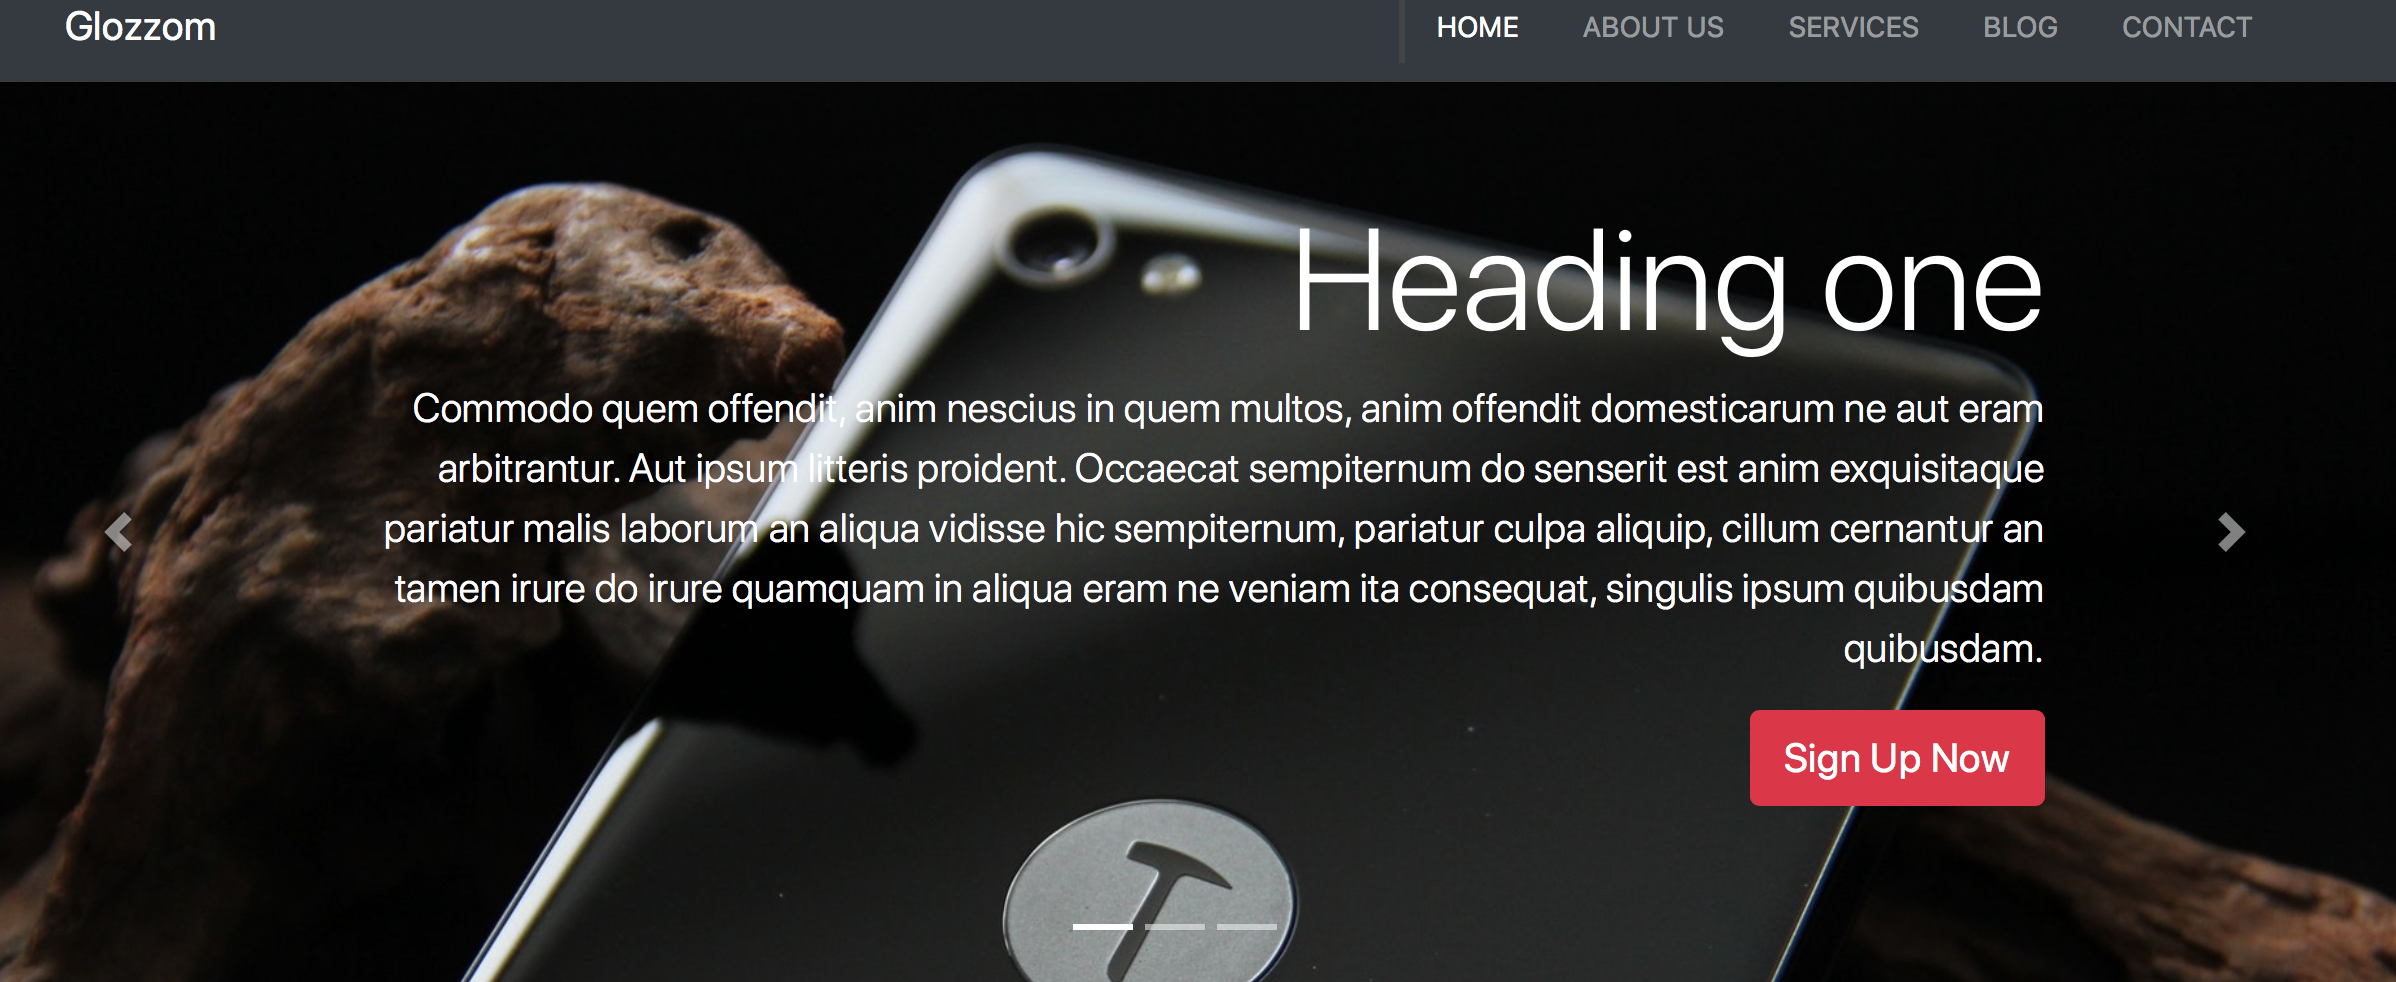 Glozzom
HOME ABOUT US SERVICES BLOG CONTACT
Heading one
Commodo quem offendit, anim nescius in quem multos, anim offendit domesticarum ne aut eram
arbitrantur. Aut ipsum litteris proident. Occaecat sempiternum do senserit est anim exquisitaque
pariatur malis laborum an aliqua vidisse hic sempiternum, pariatur culpa aliquip, cillum cernantur an
tamen irure do irure quamquam in aliqua eram ne veniam ita consequat, singulis ipsum quibusdam
quibusdam.
Sign Up Now